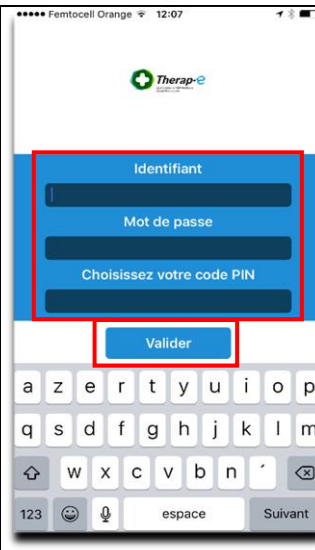 Femtocell Orange 12:07
Therap-e
Identifiant
Mot de passe
Choisissez votre code PIN
Valider
a z e r t y u i o p
q s d f g h j k l m
w x c v b n ´
123 espace Suivant